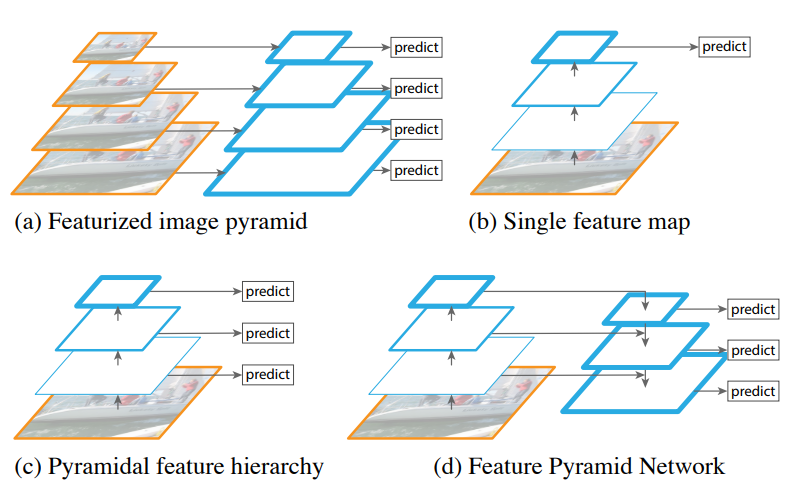 predict
predict
predict
predict
predict
(a) Featurized image pyramid
(b) Single feature map
predict
predict
predict
predict
predict
predict
(c) Pyramidal feature hierarchy
(d) Feature Pyramid Network